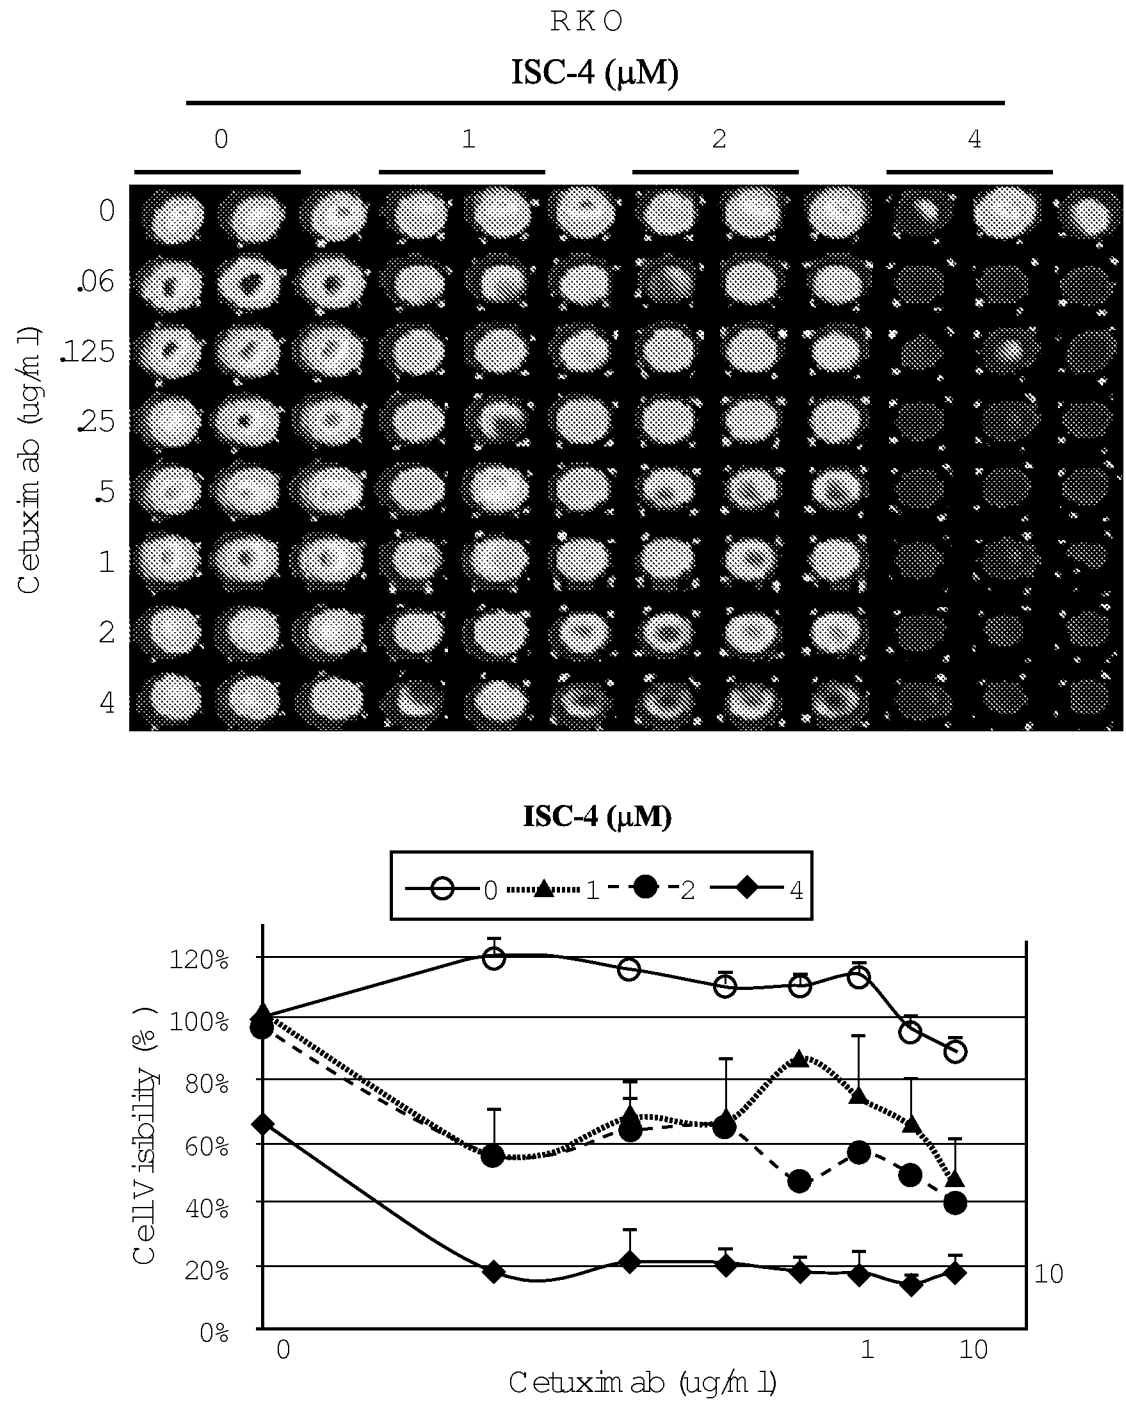 RKO
ISC-4 (µM)
0 1 2 4
0
.06
.125
.25
.5
1
2
4
Cetuximab (ug/ml)
ISC-4 (µM)
0 1 2 4
120%
100%
80%
60%
40%
20%
0%
Cell Visibility (%)
10
0 1 10
Cetuximab (ug/ml)